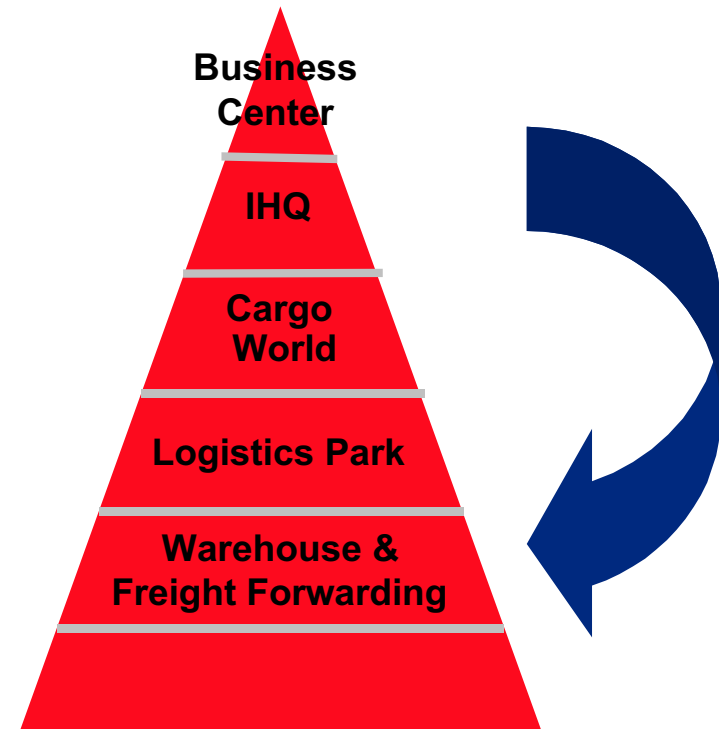 Business
Center
IHQ
Cargo
World
Logistics Park
Warehouse &
Freight Forwarding